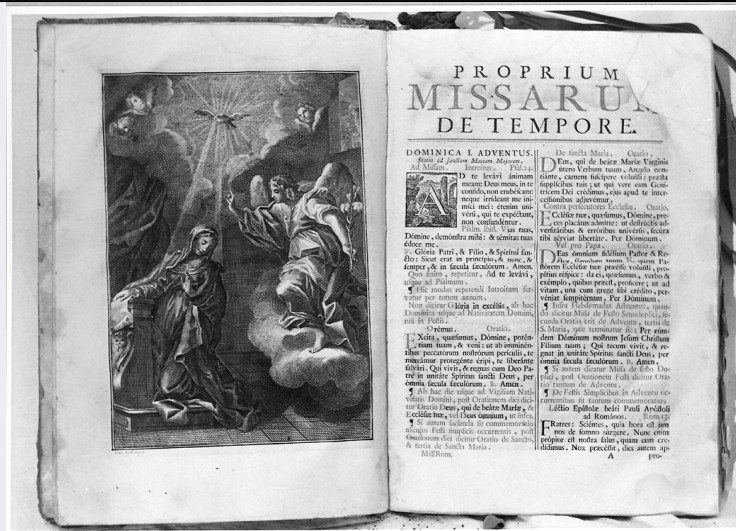 PROPRIUM
MISSARUM
DE TEMPORE.
DOMINICA I. ADVENTUS.
Statio ad sanctam Mariam Majorem.
Ad Missam. Introitus. Psal.24.
AD te levávi ánimam
meam: Deus meus, in te
confído, non erubéscam:
neque irrídeant me ini-
míci mei: étenim uni-
vérsi, qui te expéctant,
non confundéntur.
Psalm. ibid. Vias tuas,
Dómine, demónstra mihi: & sémitas tuas
édoce me.
℣. Glória Patri, & Fílio, & Spirítui san-
cto: Sicut erat in princípio, & nunc, &
semper, & in sæcula sæculórum. Amen.
Quo finito, repetitur, Ad te levávi,
usque ad Psalmum.
¶ Hic modus repetendi Introitum ser-
vatur per totum annum.
Non dicitur Glória in excélsis, ab hac
Dominica usque ad Nativitatem Domini,
nisi in Festis.
Orémus. Oratio.
EXcita, quæsumus, Dómine, potén-
tiam tuam, & veni: ut ab imminén-
tibus peccatórum nostrórum perículis, te
mereámur protegénte éripi, te liberánte
salvári. Qui vivis, & regnas cum Deo Pa-
tre in unitáte Spíritus sancti Deus, per
ómnia sæcula sæculórum. ℟. Amen.
¶ Ab hac die usque ad Vigiliam Nati-
vitatis Domini, post Orationem diei dici-
tur Oratio Deus, qui de beátæ Maríæ, &
Ecclésiæ tuæ, vel Deus ómnium, ut infra.
¶ Si autem facienda sit commemoratio
alicujus Festi simplicis occurrentis, post
Orationem diei dicitur Oratio de Sancto,
& tertia de Sancta Maria.
Miss.Rom.
De sancta Maria. Oratio.
DEus, qui de beátæ Maríæ Vírginis
útero Verbum tuum, Angelo nun-
tiánte, carnem suscípere voluísti: præsta
supplícibus tuis; ut qui vere eam Geni-
trícem Dei crédimus, ejus apud te inter-
cessiónibus adjuvémur.
Contra persecutores Ecclesiæ. Oratio.
ECclésiæ tuæ, quæsumus, Dómine, pre-
ces placátus admítte: ut destrúctis ad-
versitátibus & erróribus univérsis, secúra
tibi sérviat libertáte. Per Dóminum.
Vel pro Papa. Oratio.
DEus ómnium fidélium Pastor & Re-
ctor, fámulum tuum N. quem Pa-
stórem Ecclésiæ tuæ præésse voluísti, pro-
pítius réspice: da ei, quæsumus, verbo &
exémplo, quibus præest, profícere; ut ad
vitam, una cum grege sibi crédito, per-
véniat sempitérnam. Per Dóminum.
¶ Infra Hebdomadas Adventus, quan-
do dicitur Missa de Festo Semiduplici, se-
cunda Oratio erit de Adventu, tertia de
S. Maria, quæ terminatur sic: Per eún-
dem Dóminum nostrum Jesum Christum
Fílium tuum; Qui tecum vivit, & re-
gnat in unitáte Spíritus sancti Deus, per
ómnia sæcula sæculórum. ℟. Amen.
¶ Si autem dicatur Missa de festo Du-
plici, post Orationem Festi dicitur Ora-
tio tantum de Adventu.
¶ De Festis Simplicibus in Adventu oc-
currentibus fit tantum commemoratio.
Léctio Epístolæ beáti Pauli Apóstoli
ad Romános. Rom.13.
FRatres: Sciéntes, quia hora est jam
nos de somno súrgere. Nunc enim
própior est nostra salus, quam cum cre-
dídimus. Nox præcéssit, dies autem ap-
A pro-